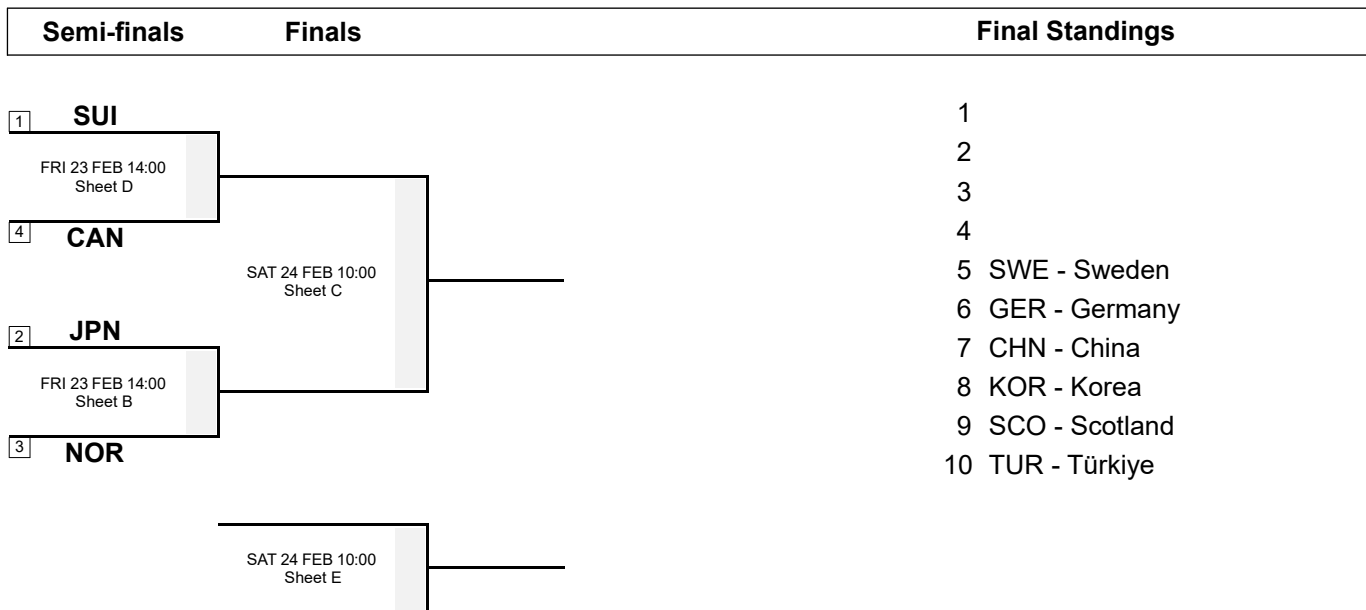 Semi-finals Finals Final Standings
1 SUI
FRI 23 FEB 14:00
Sheet D
4 CAN
SAT 24 FEB 10:00
Sheet C
2 JPN
FRI 23 FEB 14:00
Sheet B
3 NOR
SAT 24 FEB 10:00
Sheet E
1
2
3
4
5 SWE - Sweden
6 GER - Germany
7 CHN - China
8 KOR - Korea
9 SCO - Scotland
10 TUR - Türkiye